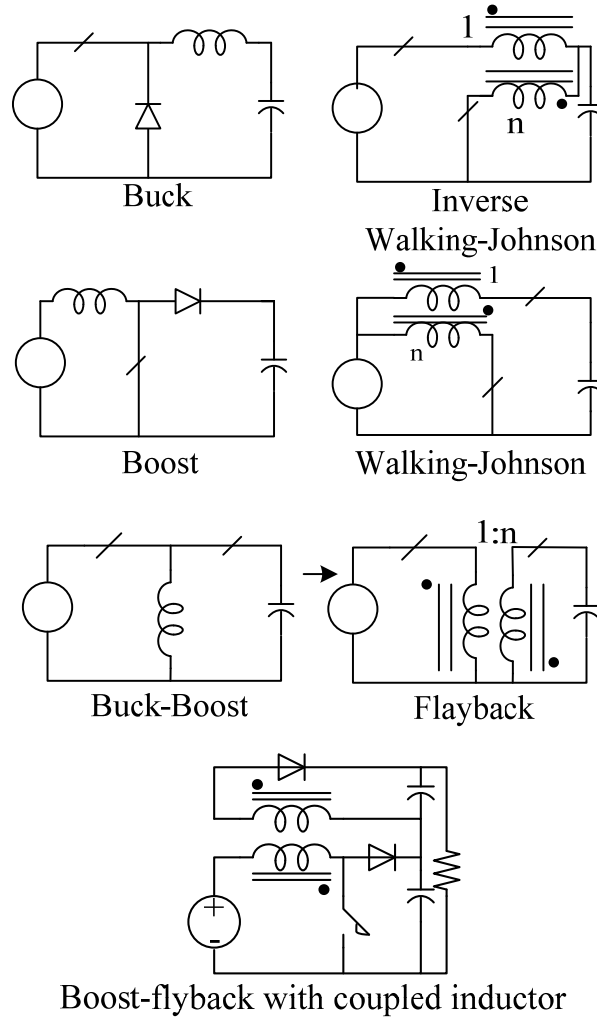 1
n
Buck
Inverse
Walking-Johnson
1
n
Boost
Walking-Johnson
1:n
Buck-Boost
Flayback
+
-
Boost-flyback with coupled inductor